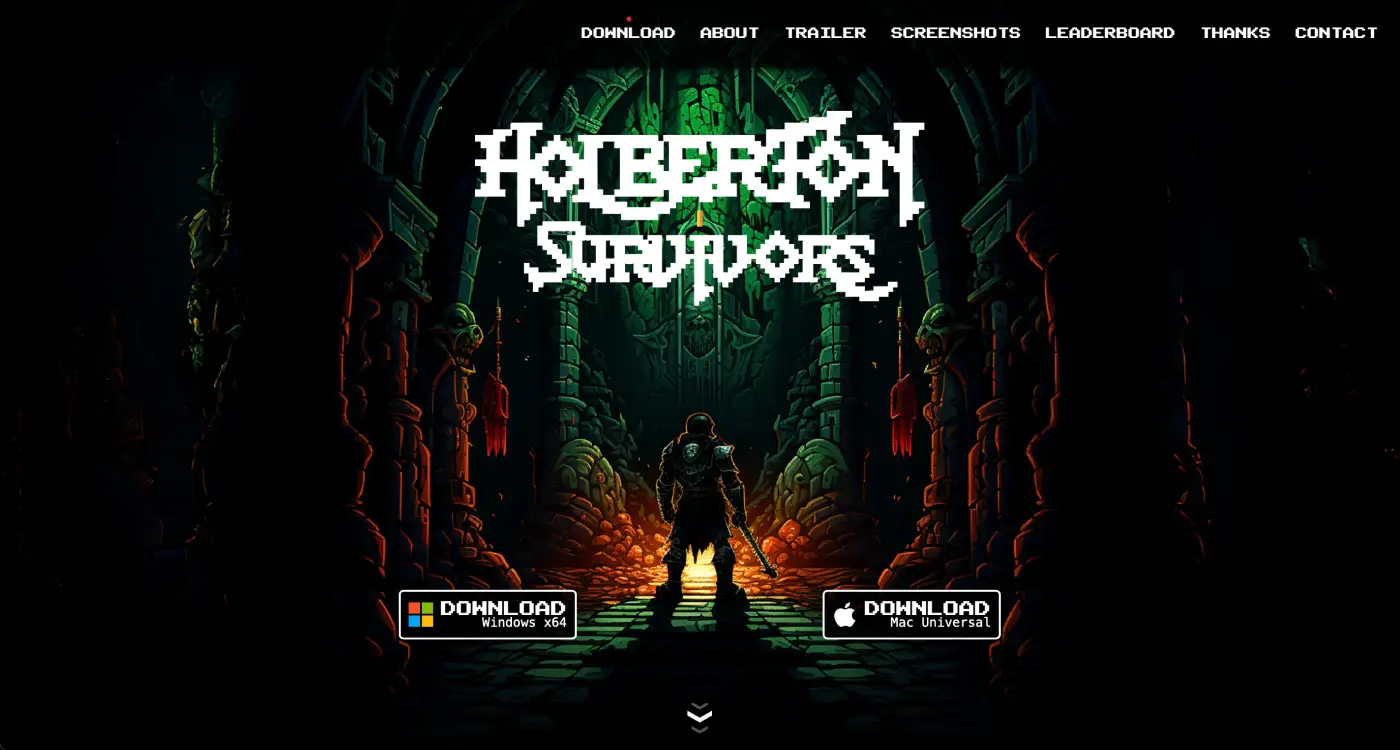 DOWNLOAD ABOUT TRAILER SCREENSHOTS LEADERBOARD THANKS CONTACT
HOLBERTON
SURVIVORS
DOWNLOAD
Windows x64
DOWNLOAD
Mac Universal